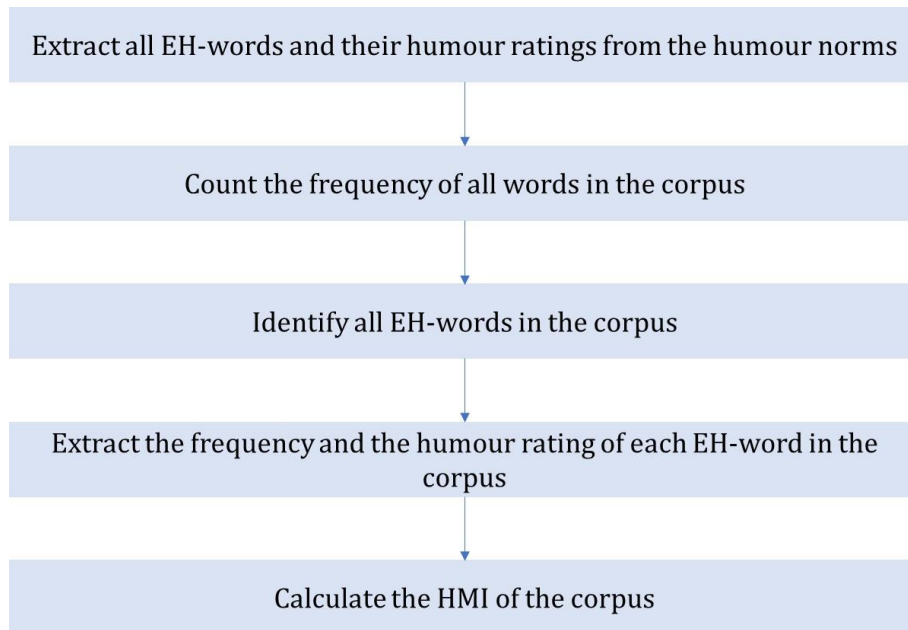 Extract all EH-words and their humour ratings from the humour norms
Count the frequency of all words in the corpus
Identify all EH-words in the corpus
Extract the frequency and the humour rating of each EH-word in the
corpus
Calculate the HMI of the corpus